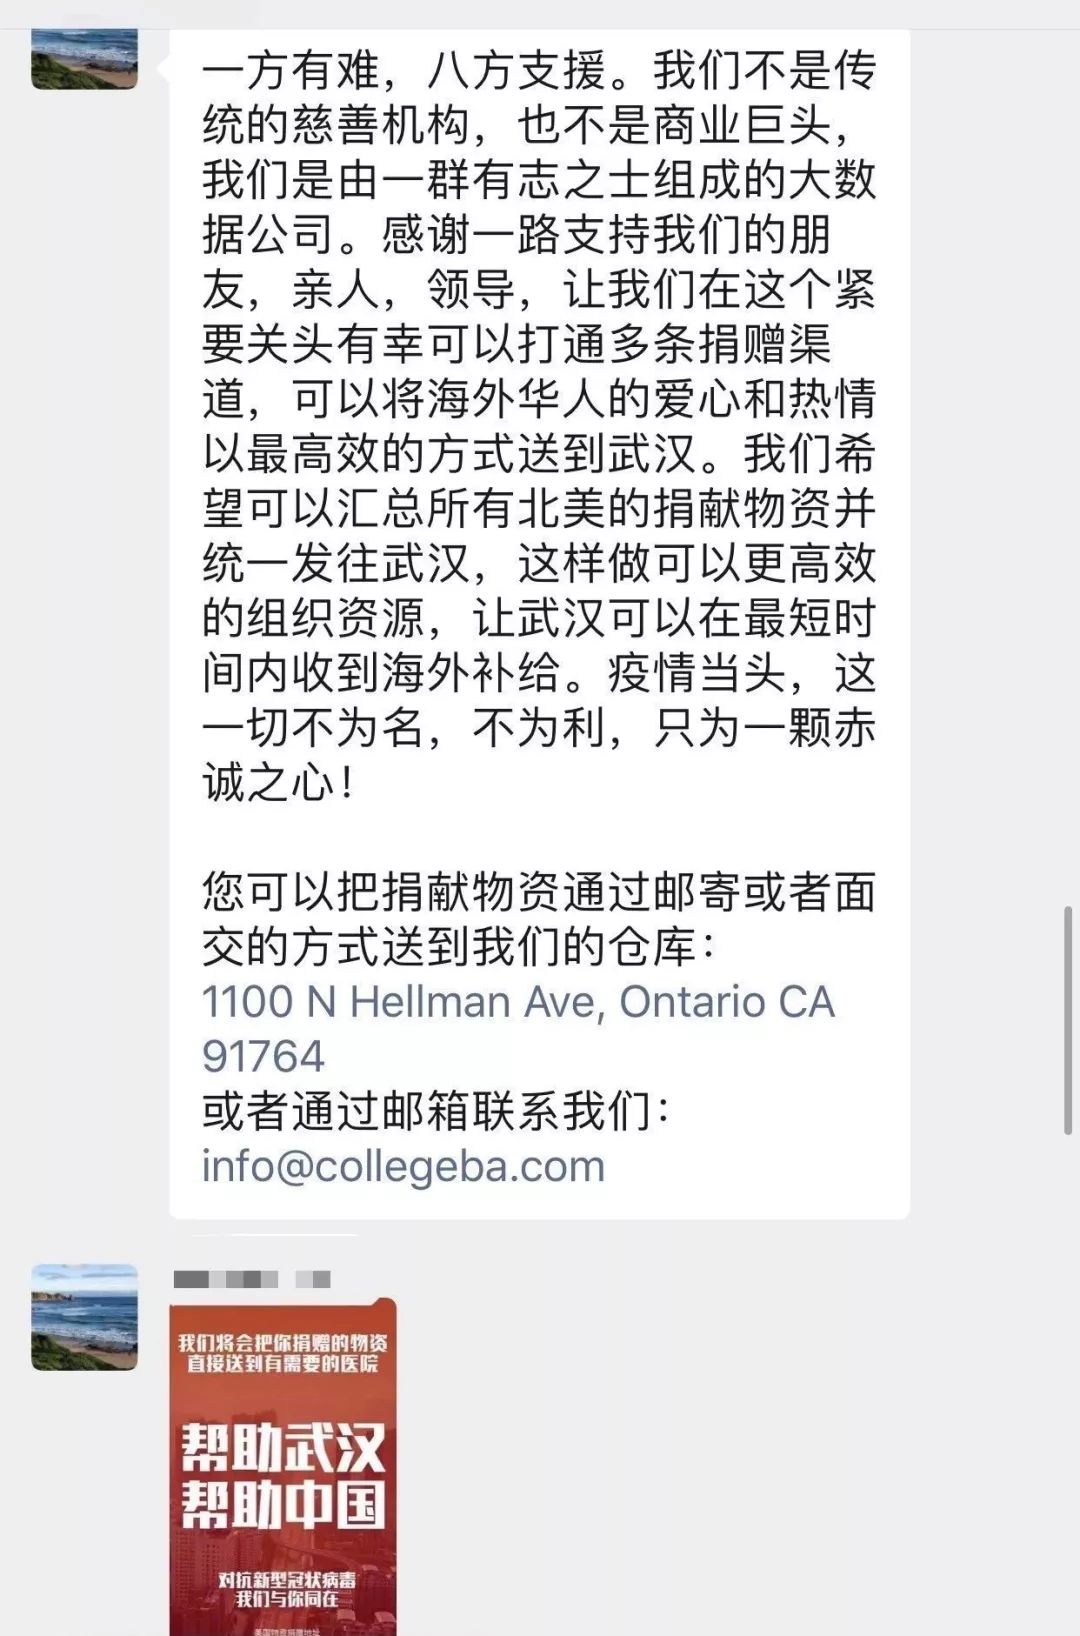 一方有难，八方支援。我们不是传
统的慈善机构，也不是商业巨头，
我们是由一群有志之士组成的大数
据公司。感谢一路支持我们的朋
友，亲人，领导，让我们在这个紧
要关头有幸可以打通多条捐赠渠
道，可以将海外华人的爱心和热情
以最高效的方式送到武汉。我们希
望可以汇总所有北美的捐献物资并
统一发往武汉，这样做可以更高效
的组织资源，让武汉可以在最短时
间内收到海外补给。疫情当头，这
一切不为名，不为利，只为一颗赤
诚之心！
您可以把捐献物资通过邮寄或者面
交的方式送到我们的仓库：
1100 N Hellman Ave, Ontario CA
91764
或者通过邮箱联系我们：
info@collegeba.com
我们将会把你捐赠的物资
直接送到有需要的医院
帮助武汉
帮助中国
对抗新型冠状病毒
我们与你同在
美国物资捐赠地址